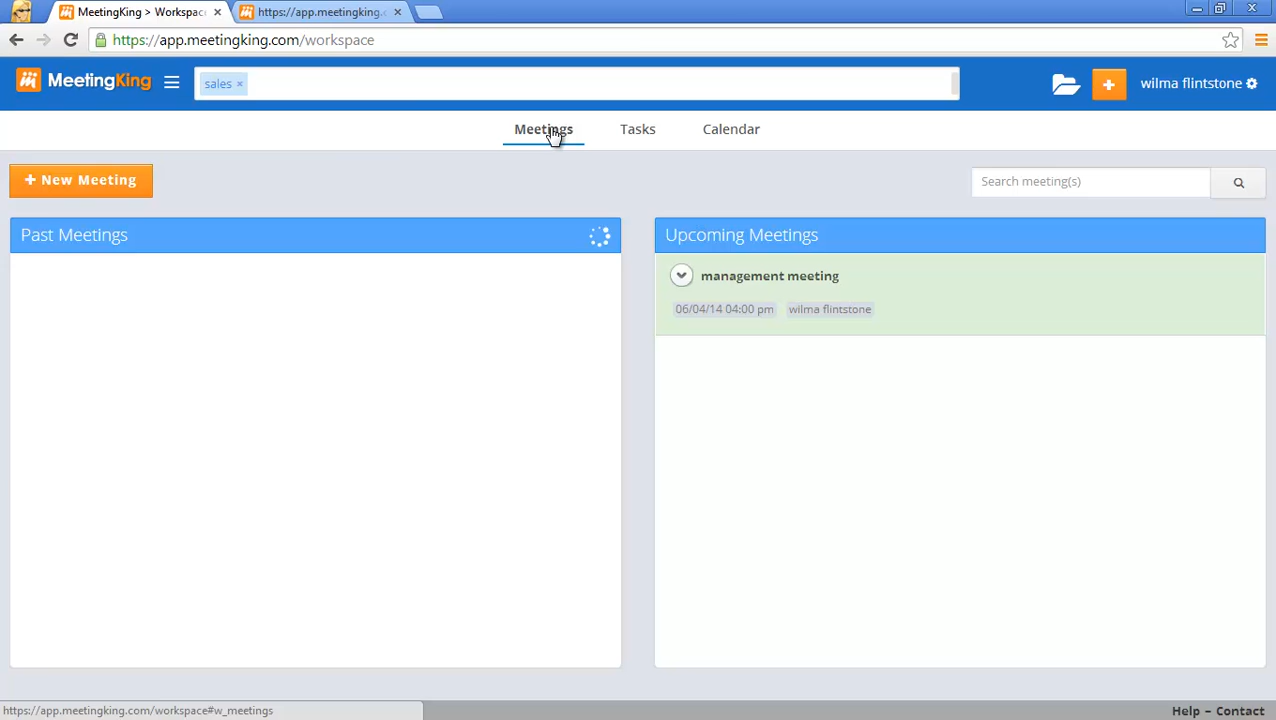 MeetingKing > Workspac
https://app.meetingking.c
https://app.meetingking.com/workspace
MeetingKing
sales ×
wilma flintstone
Meetings
Tasks
Calendar
+ New Meeting
Search meeting(s)
Past Meetings
Upcoming Meetings
management meeting
06/04/14 04:00 pm wilma flintstone
https://app.meetingking.com/workspace#w_meetings
Help – Contact